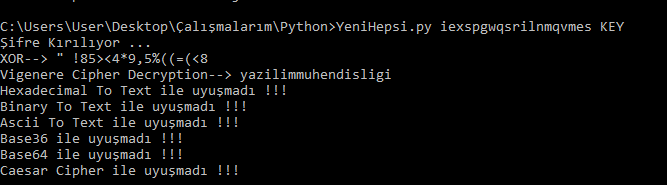 C:\Users\User\Desktop\Çalışmalarım\Python>YeniHepsi.py iexspgwqsrilnmqvmes KEY
Şifre Kırılıyor ...
XOR--> " !85><4*9,5%((=(<8
Vigenere Cipher Decryption--> yazilimmuhendisligi
Hexadecimal To Text ile uyuşmadı !!!
Binary To Text ile uyuşmadı !!!
Ascii To Text ile uyuşmadı !!!
Base36 ile uyuşmadı !!!
Base64 ile uyuşmadı !!!
Caesar Cipher ile uyuşmadı !!!